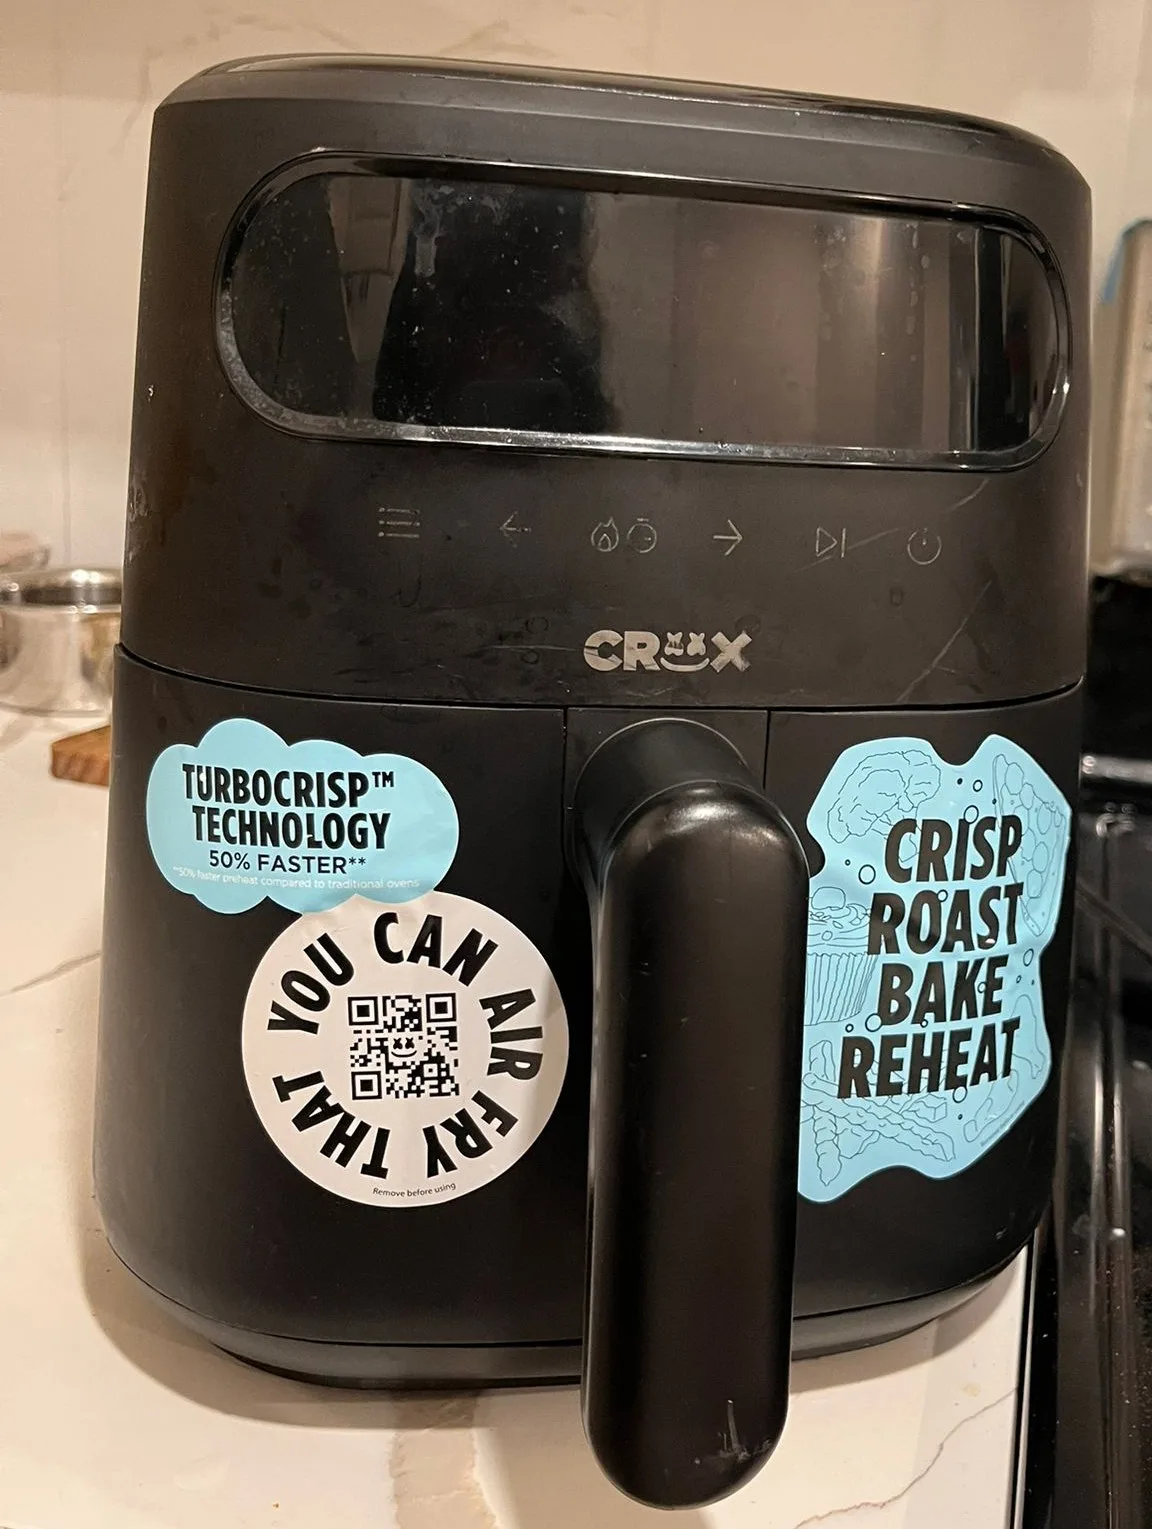 CRUX
TURBOCRISP™
TECHNOLOGY
50% FASTER**
**50% faster preheat compared to traditional ovens
YOU CAN AIR FRY THAT
Remove before using
CRISP
ROAST
BAKE
REHEAT